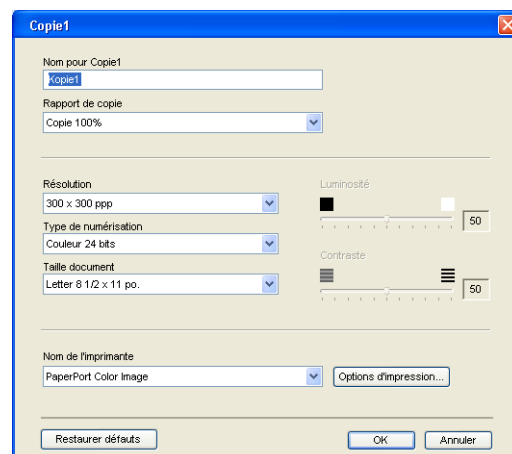 Copie1
Nom pour Copie1
Kopie1
Rapport de copie
Copie 100%
Résolution
300 x 300 ppp
Type de numérisation
Couleur 24 bits
Taille document
Letter 8 1/2 x 11 po.
Luminosité
50
Contraste
50
Nom de l'imprimante
PaperPort Color Image
Options d'impression...
Restaurer défauts
OK
Annuler